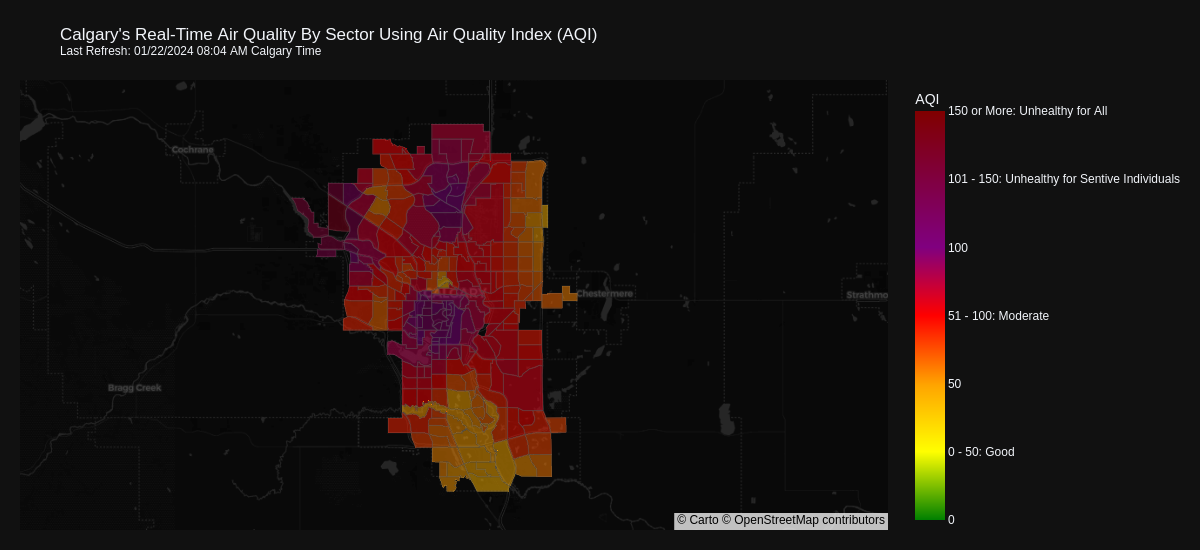 Calgary's Real-Time Air Quality By Sector Using Air Quality Index (AQI)
Last Refresh: 01/22/2024 08:04 AM Calgary Time
AQI
150 or More: Unhealthy for All
101 - 150: Unhealthy for Sentive Individuals
100
51 - 100: Moderate
50
0 - 50: Good
0
Cochrane
CALGARY
Chestermere
Strathmo
Bragg Creek
© Carto © OpenStreetMap contributors